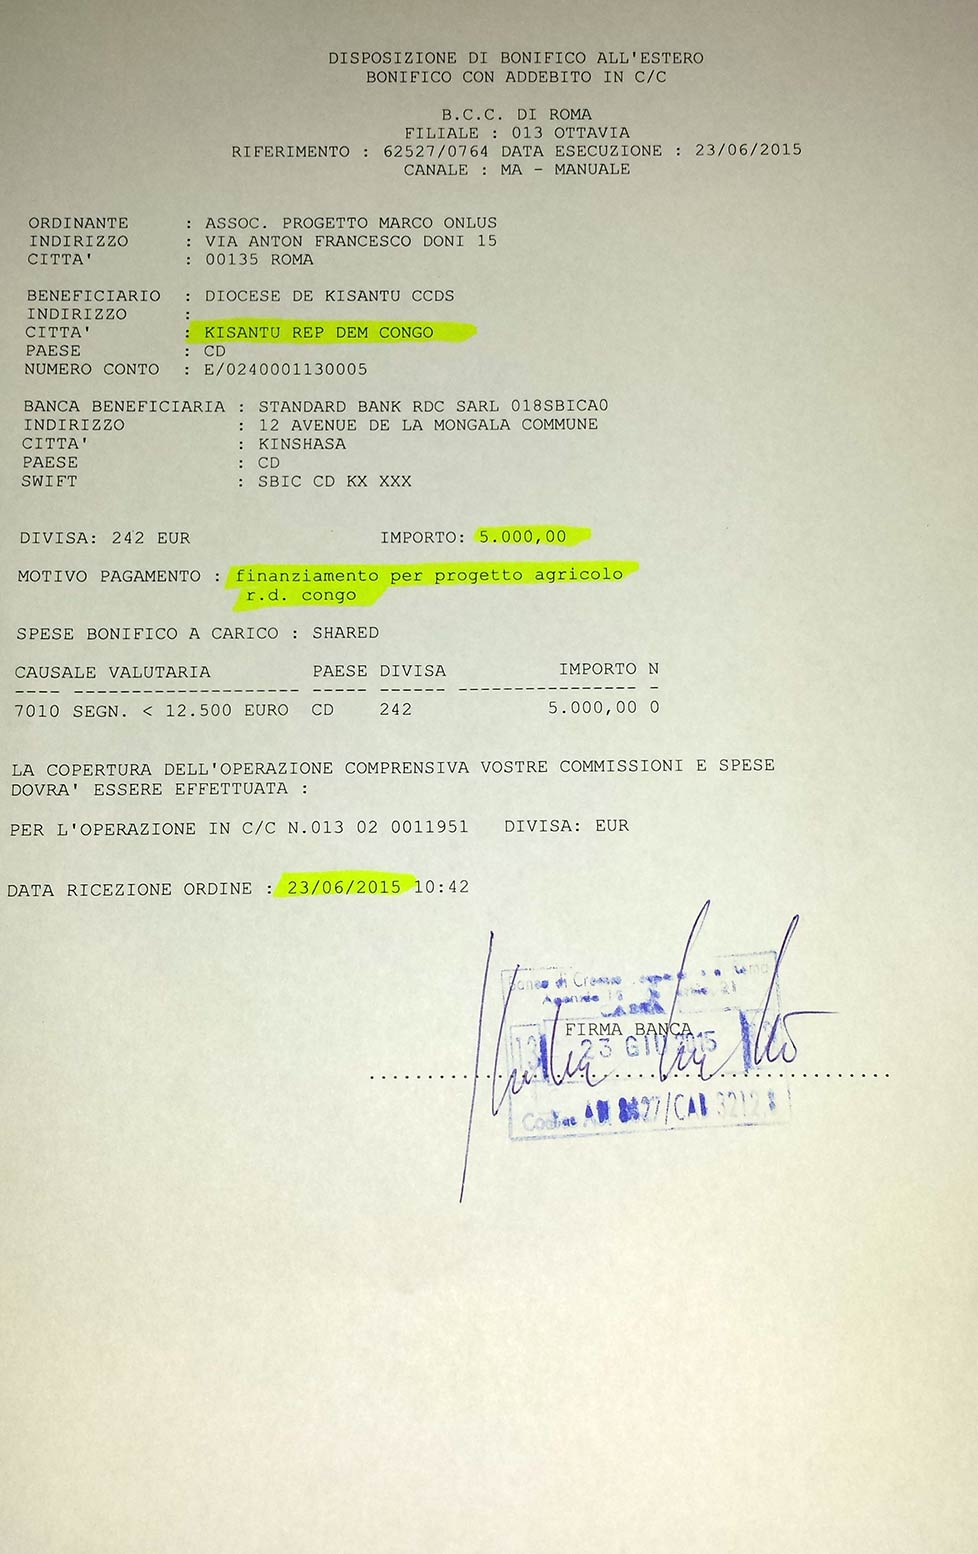 DISPOSIZIONE DI BONIFICO ALL'ESTERO
BONIFICO CON ADDEBITO IN C/C
B.C.C. DI ROMA
FILIALE : 013 OTTAVIA
RIFERIMENTO : 62527/0764 DATA ESECUZIONE : 23/06/2015
CANALE : MA - MANUALE
ORDINANTE : ASSOC. PROGETTO MARCO ONLUS
INDIRIZZO : VIA ANTON FRANCESCO DONI 15
CITTA' : 00135 ROMA
BENEFICIARIO : DIOCESE DE KISANTU CCDS
INDIRIZZO :
CITTA' : KISANTU REP DEM CONGO
PAESE : CD
NUMERO CONTO : E/0240001130005
BANCA BENEFICIARIA : STANDARD BANK RDC SARL 018SBICA0
INDIRIZZO : 12 AVENUE DE LA MONGALA COMMUNE
CITTA' : KINSHASA
PAESE : CD
SWIFT : SBIC CD KX XXX
DIVISA: 242 EUR IMPORTO: 5.000,00
MOTIVO PAGAMENTO : finanziamento per progetto agricolo
r.d. congo
SPESE BONIFICO A CARICO : SHARED
CAUSALE VALUTARIA PAESE DIVISA IMPORTO N
---- -------------------- ----- ------ ---------------- -
7010 SEGN. < 12.500 EURO CD 242 5.000,00 0
LA COPERTURA DELL'OPERAZIONE COMPRENSIVA VOSTRE COMMISSIONI E SPESE
DOVRA' ESSERE EFFETTUATA :
PER L'OPERAZIONE IN C/C N.013 02 0011951 DIVISA: EUR
DATA RICEZIONE ORDINE : 23/06/2015 10:42
CASSA
FIRMA BANCA
23 GIU 2015